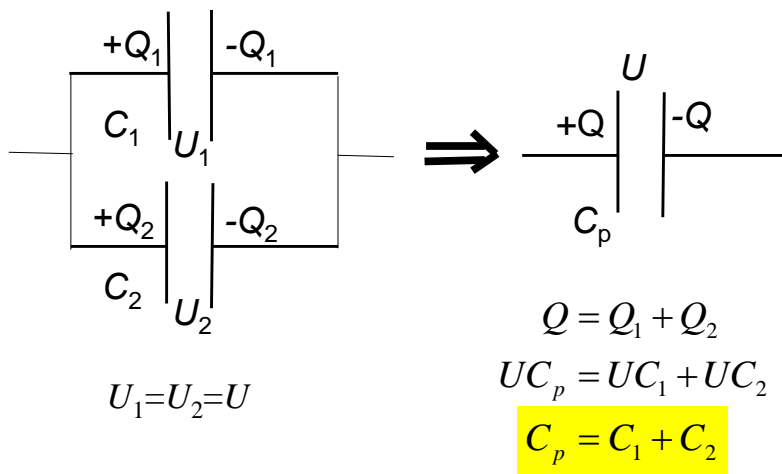 +Q₁ -Q₁
C₁
U₁
+Q₂ -Q₂
C₂
U₂
U₁=U₂=U
U
+Q -Q
Cₚ
Q = Q₁ + Q₂
UCₚ = UC₁ + UC₂
Cₚ = C₁ + C₂